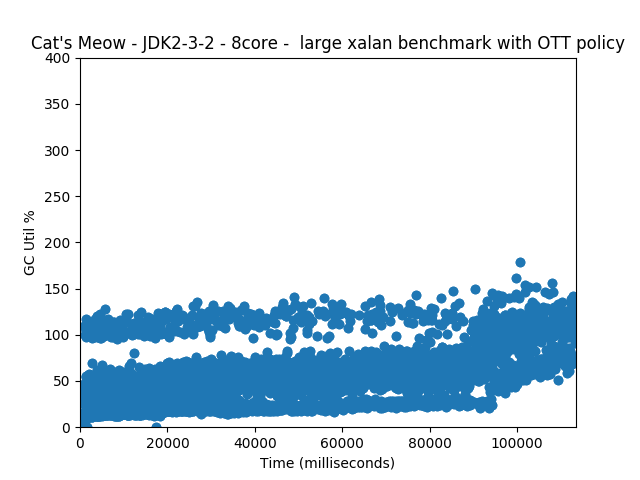 Cat's Meow - JDK2-3-2 - 8core -  large xalan benchmark with OTT policy
400
350
300
250
200
150
100
50
0
GC Util %
0 20000 40000 60000 80000 100000
Time (milliseconds)